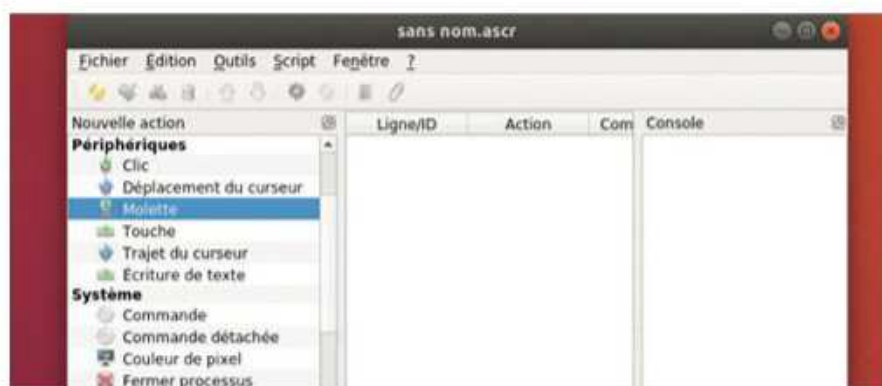 sans nom.ascr
Fichier Édition Outils Script Fenêtre ?
Nouvelle action
Ligne/ID Action Com
Console
Périphériques
Clic
Déplacement du curseur
Molette
Touche
Trajet du curseur
Écriture de texte
Système
Commande
Commande détachée
Couleur de pixel
Fermer processus